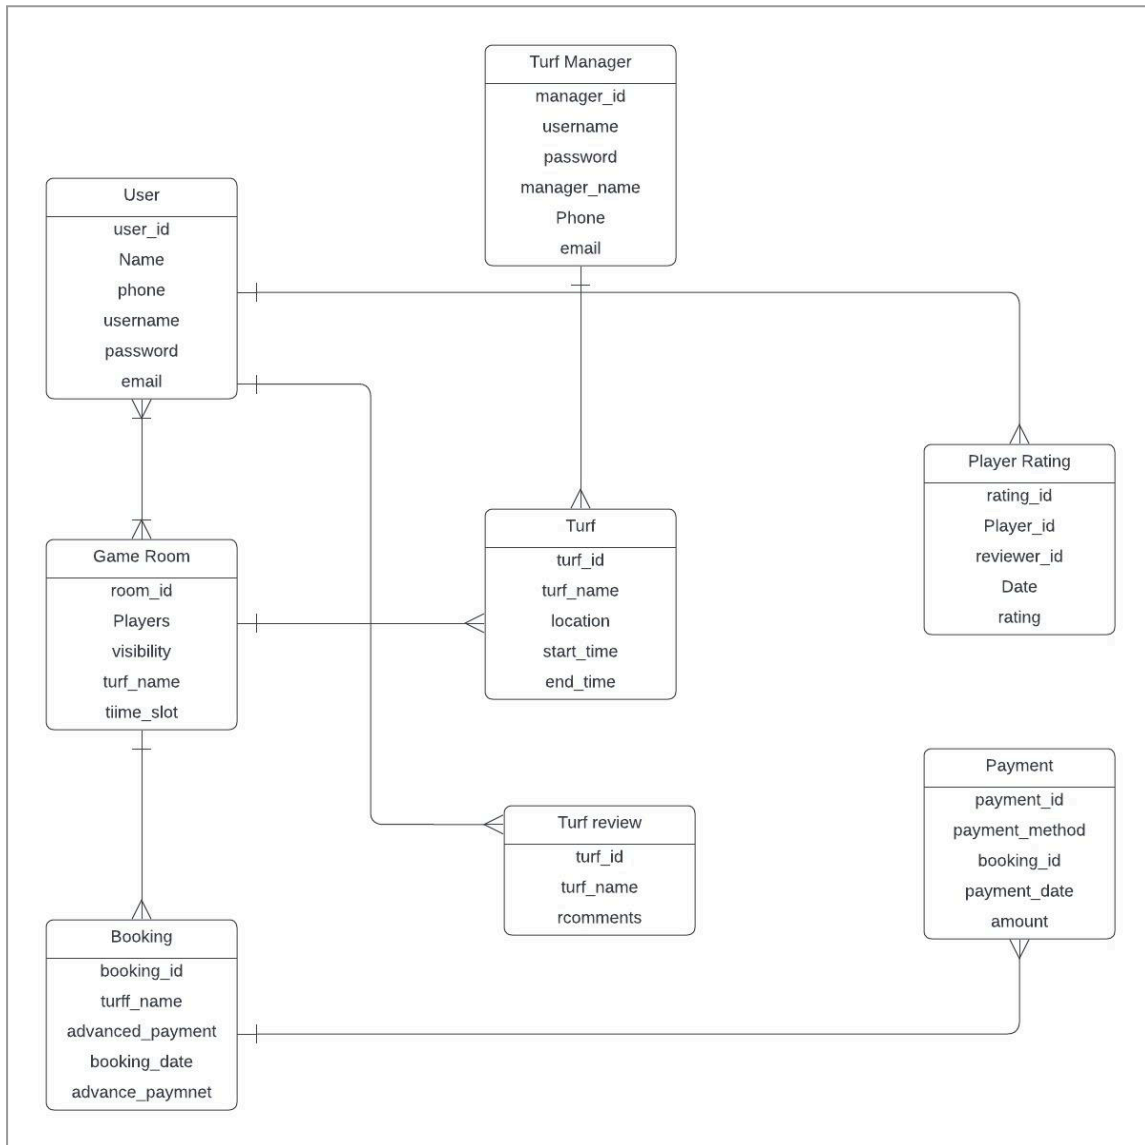 Turf Manager
manager_id
username
password
manager_name
Phone
email
User
user_id
Name
phone
username
password
email
Player Rating
rating_id
Player_id
reviewer_id
Date
rating
Turf
turf_id
turf_name
location
start_time
end_time
Game Room
room_id
Players
visibility
turf_name
tiime_slot
Payment
payment_id
payment_method
booking_id
payment_date
amount
Turf review
turf_id
turf_name
rcomments
Booking
booking_id
turff_name
advanced_payment
booking_date
advance_paymnet